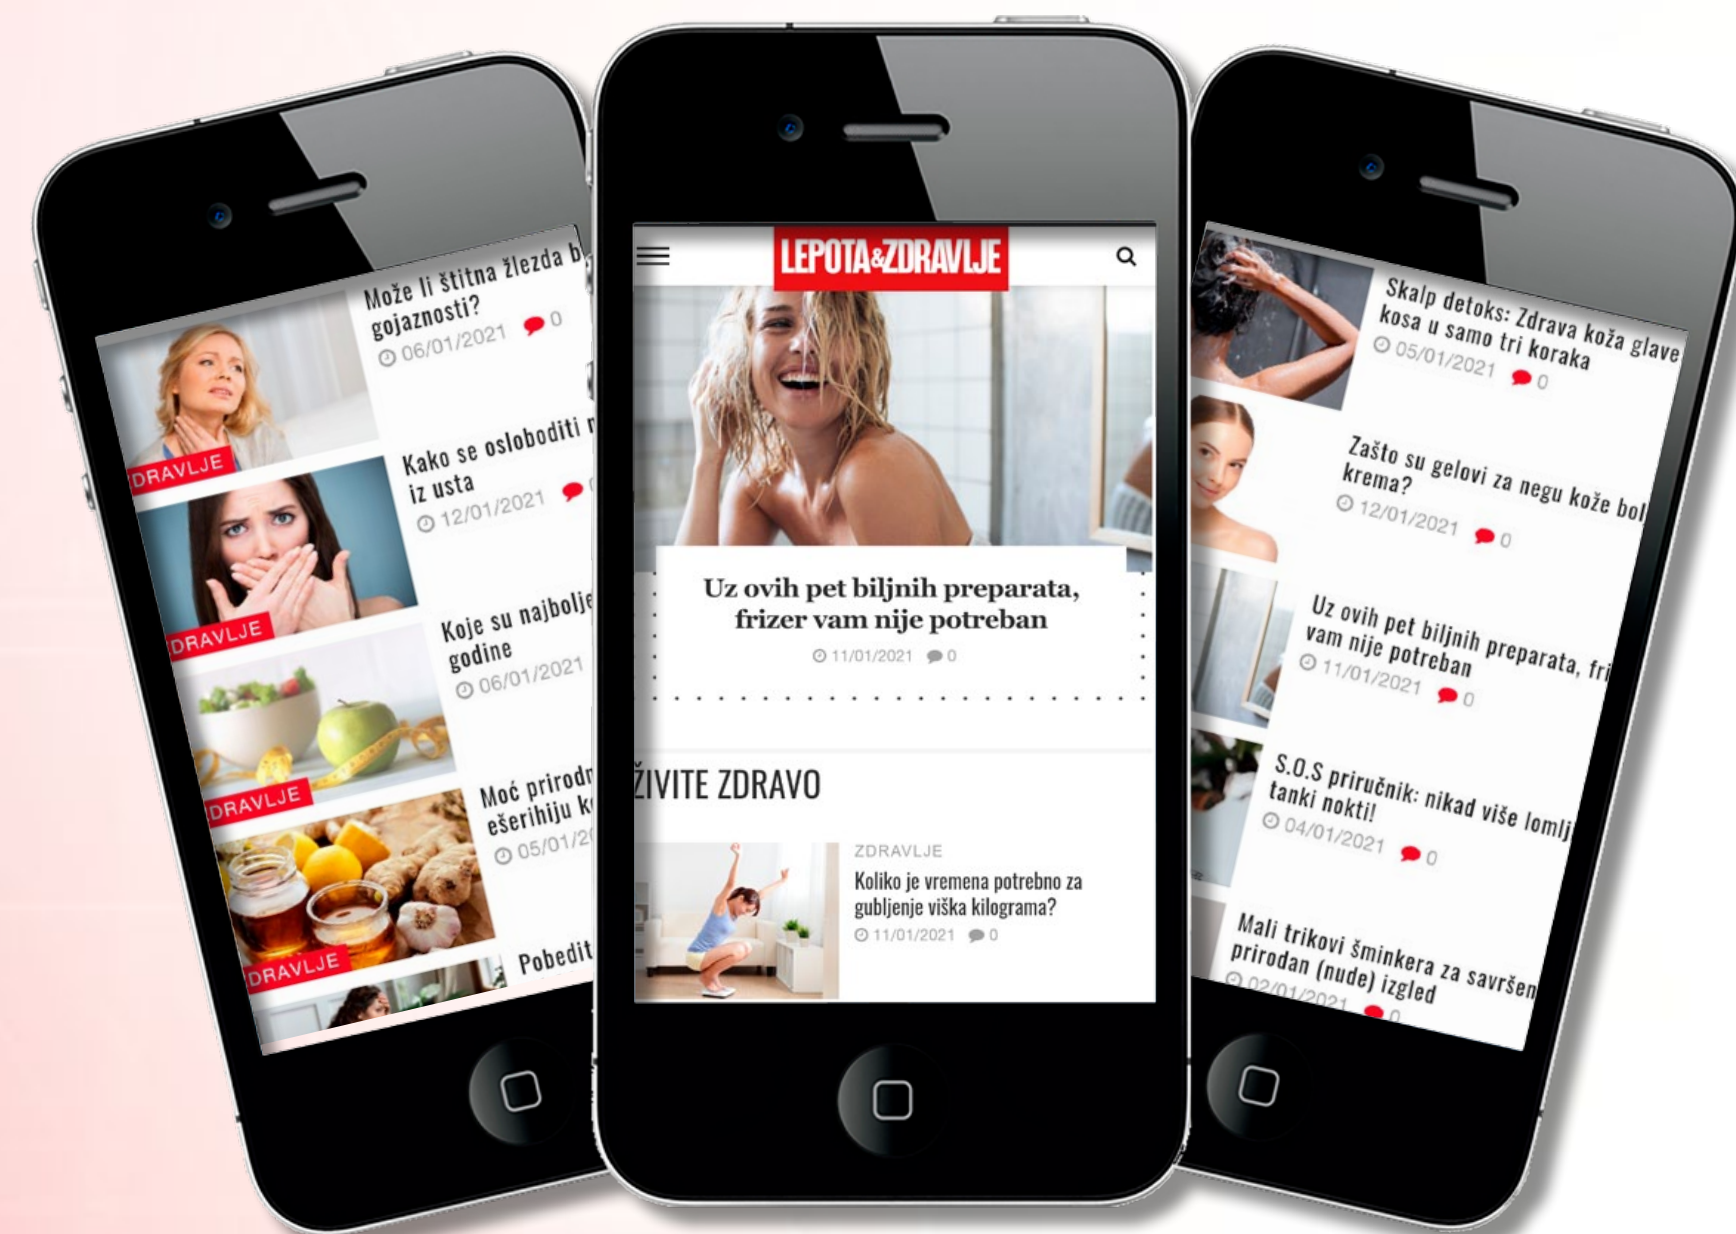 Može li štitna žlezda
gojaznosti?
06/01/2021 0
DRAVLJE
Kako se osloboditi
iz usta
12/01/2021
DRAVLJE
Koje su najbolje
godine
06/01/2021
DRAVLJE
Moć
ešerihiju
05/01/2
DRAVLJE
LEPOTA&ZDRAVLJE
Uz ovih pet biljnih preparata,
frizer vam nije potreban
11/01/2021 0
ŽIVITE ZDRAVO
ZDRAVLJE
Koliko je vremena potrebno za
gubljenje viška kilograma?
11/01/2021 0
Skalp detoks: Zdrava koža glave
kosa u samo tri koraka
05/01/2021 0
Zašto su gelovi za negu kože
krema?
12/01/2021 0
Uz ovih pet biljnih preparata,
vam nije potreban
11/01/2021 0
S.O.S priručnik: nikad više
tanki nokti!
04/01/2021 0
Mali trikovi šminkera za
prirodan (nude) izgled
02/01/2021 0